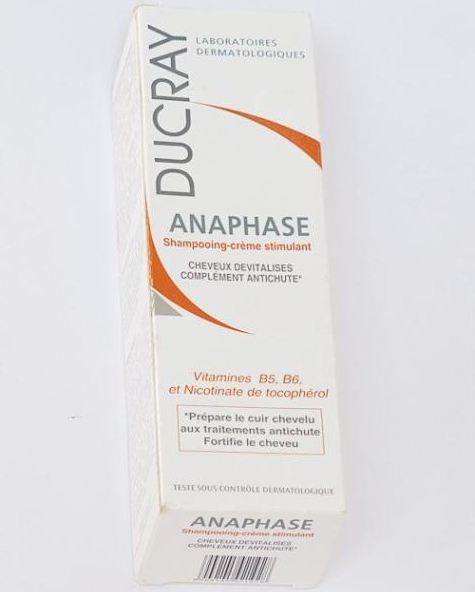 DUCRAY
LABORATOIRES
DERMATOLOGIQUES
ANAPHASE
Shampooing-crème stimulant
CHEVEUX DEVITALISES
COMPLEMENT ANTICHUTE*
Vitamines B5, B6,
et Nicotinate de tocophérol
*Prépare le cuir chevelu
aux traitements antichute
Fortifie le cheveu
TESTE SOUS CONTRÔLE DERMATOLOGIQUE
ANAPHASE
Shampooing-crème stimulant
CHEVEUX DEVITALISES
COMPLEMENT ANTICHUTE*